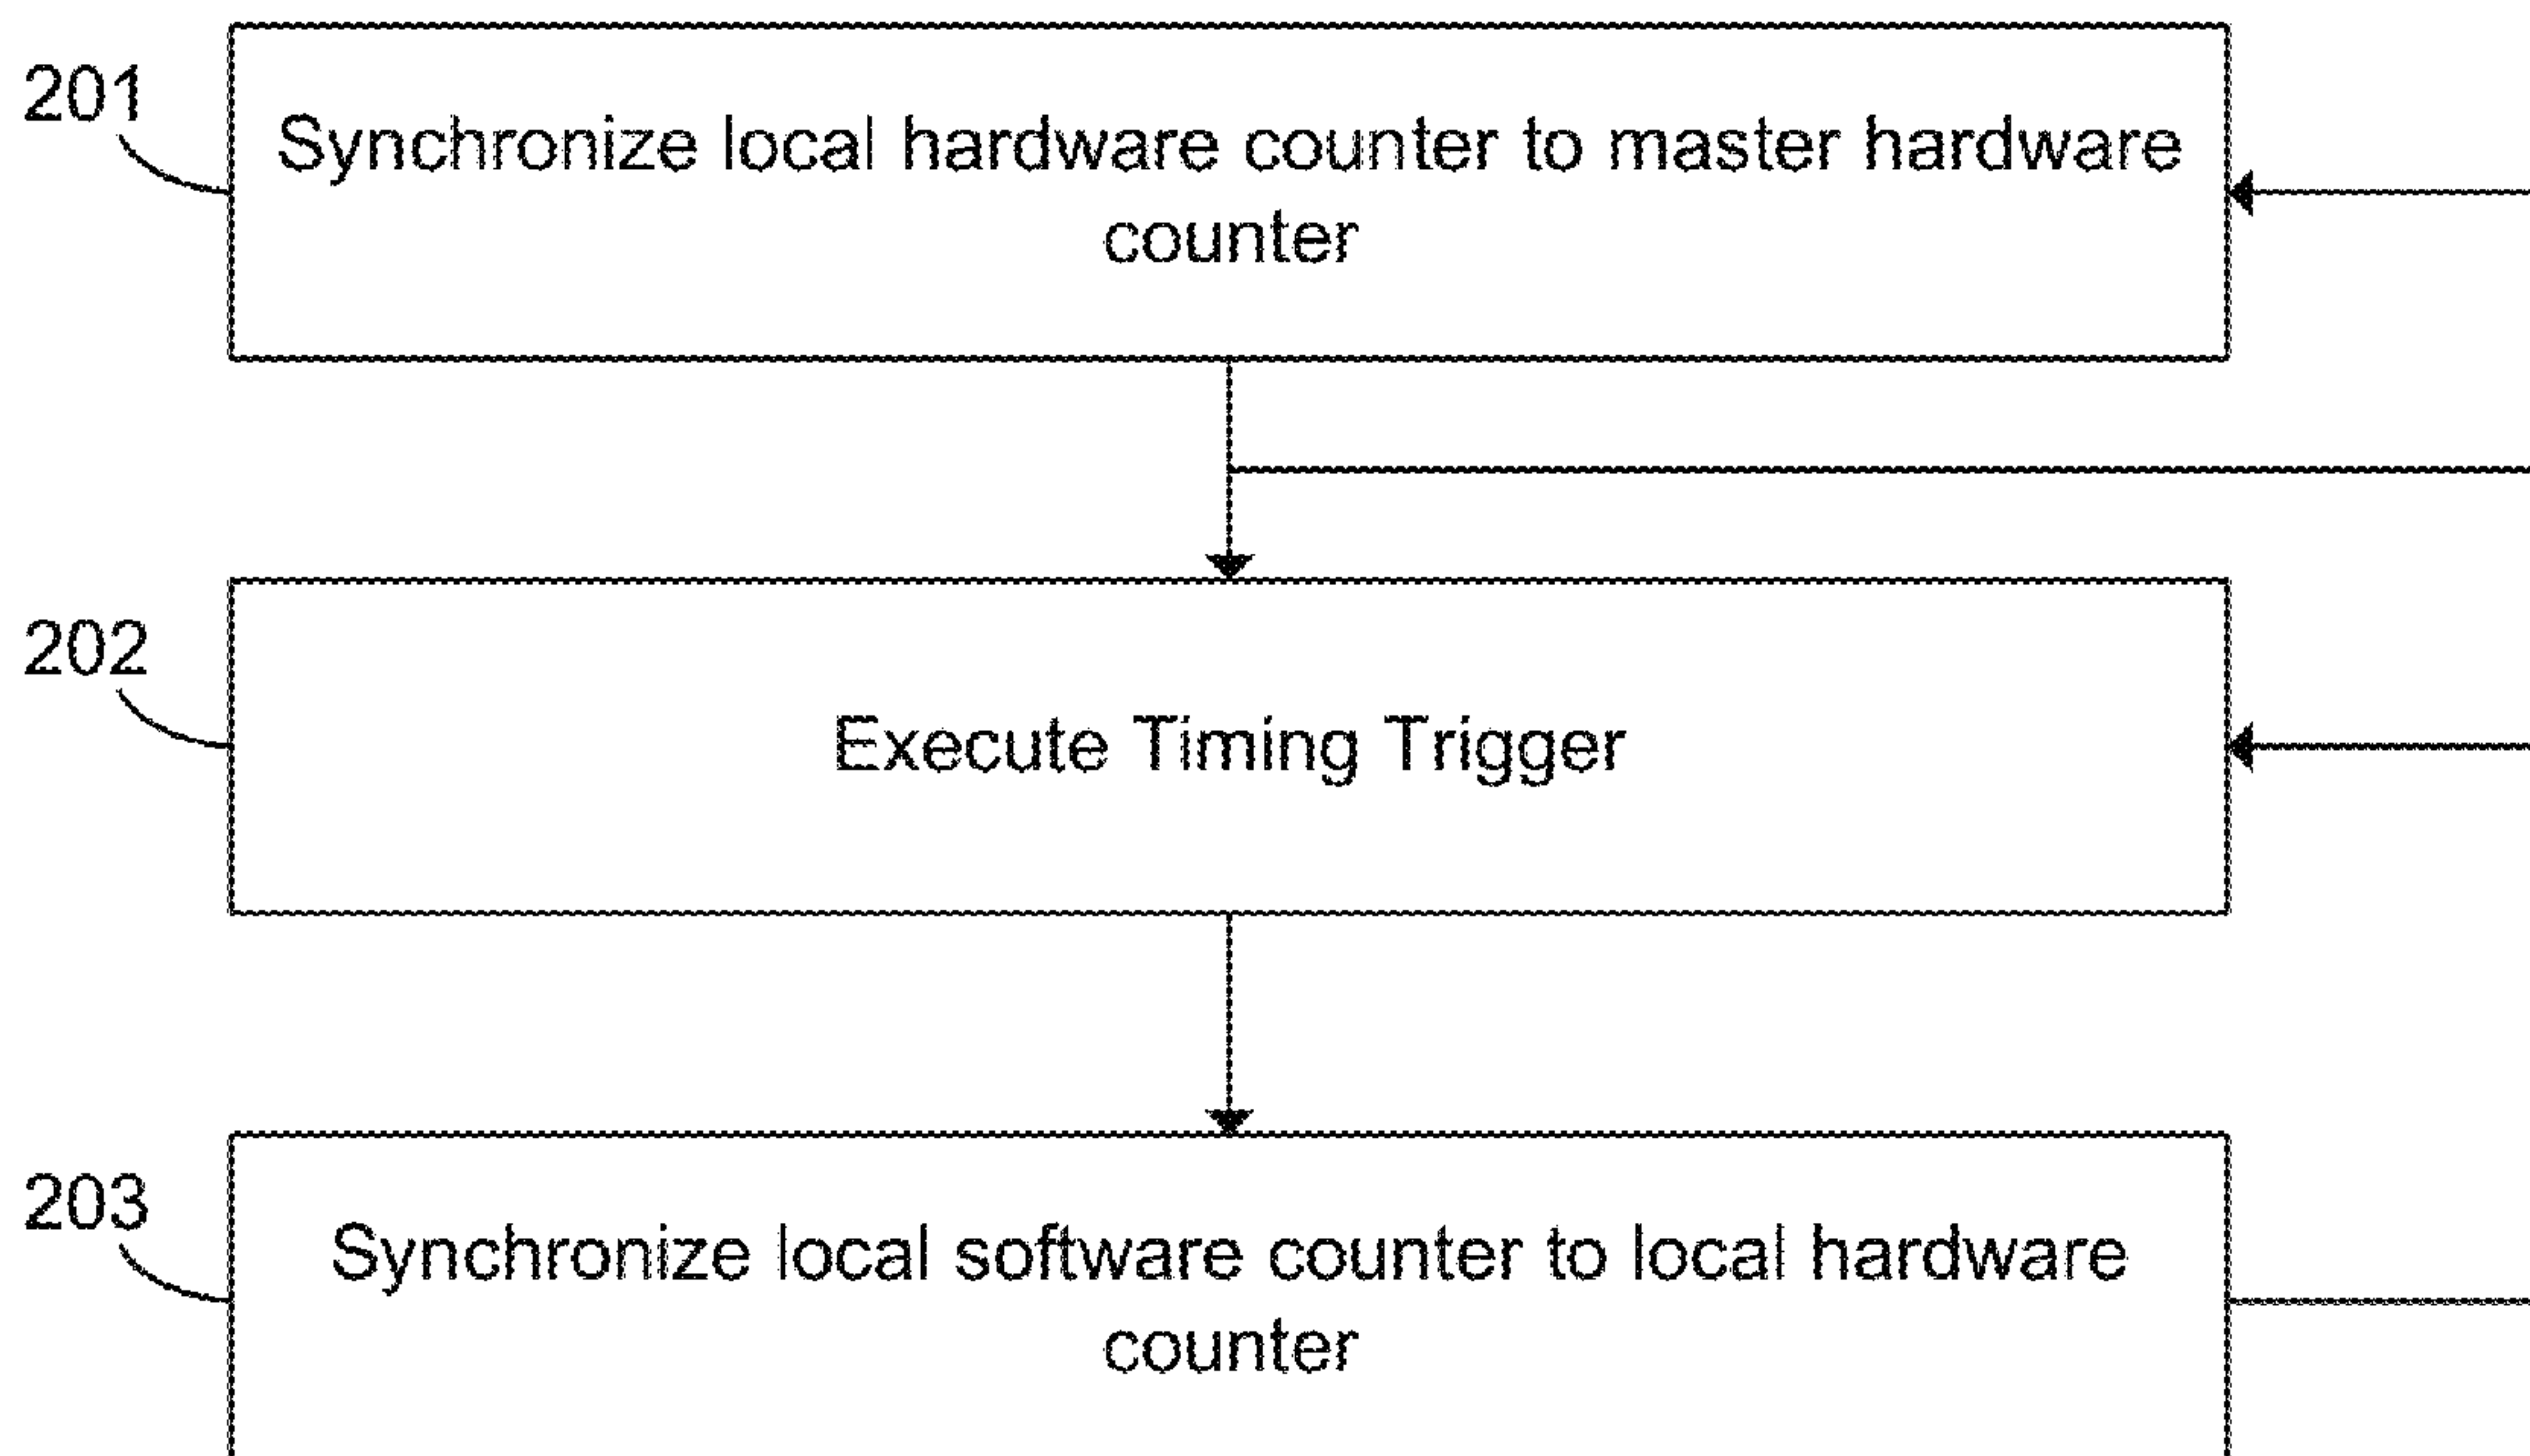 201
Synchronize local hardware counter to master hardware
counter
202
Execute Timing Trigger
203
Synchronize local software counter to local hardware
counter